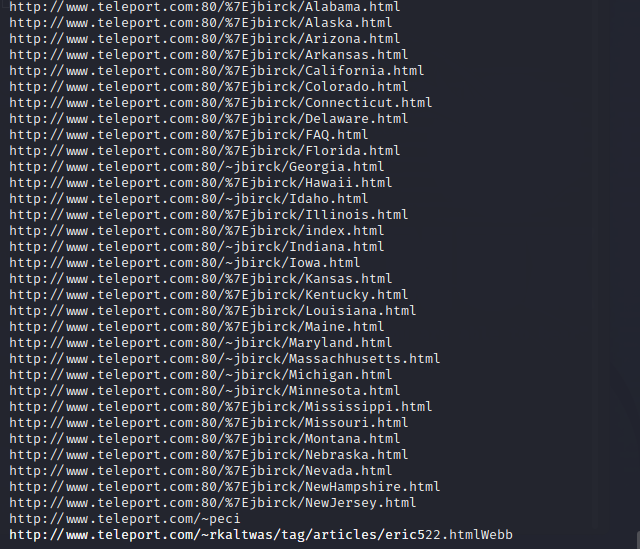 http://www.teleport.com:80/%7Ejbirck/Alabama.html
http://www.teleport.com:80/%7Ejbirck/Alaska.html
http://www.teleport.com:80/%7Ejbirck/Arizona.html
http://www.teleport.com:80/%7Ejbirck/Arkansas.html
http://www.teleport.com:80/%7Ejbirck/California.html
http://www.teleport.com:80/%7Ejbirck/Colorado.html
http://www.teleport.com:80/%7Ejbirck/Connecticut.html
http://www.teleport.com:80/%7Ejbirck/Delaware.html
http://www.teleport.com:80/%7Ejbirck/FAQ.html
http://www.teleport.com:80/%7Ejbirck/Florida.html
http://www.teleport.com:80/~jbirck/Georgia.html
http://www.teleport.com:80/%7Ejbirck/Hawaii.html
http://www.teleport.com:80/~jbirck/Idaho.html
http://www.teleport.com:80/%7Ejbirck/Illinois.html
http://www.teleport.com:80/%7Ejbirck/index.html
http://www.teleport.com:80/~jbirck/Indiana.html
http://www.teleport.com:80/~jbirck/Iowa.html
http://www.teleport.com:80/%7Ejbirck/Kansas.html
http://www.teleport.com:80/%7Ejbirck/Kentucky.html
http://www.teleport.com:80/%7Ejbirck/Louisiana.html
http://www.teleport.com:80/%7Ejbirck/Maine.html
http://www.teleport.com:80/~jbirck/Maryland.html
http://www.teleport.com:80/~jbirck/Massachhusetts.html
http://www.teleport.com:80/~jbirck/Michigan.html
http://www.teleport.com:80/~jbirck/Minnesota.html
http://www.teleport.com:80/%7Ejbirck/Mississippi.html
http://www.teleport.com:80/%7Ejbirck/Missouri.html
http://www.teleport.com:80/%7Ejbirck/Montana.html
http://www.teleport.com:80/%7Ejbirck/Nebraska.html
http://www.teleport.com:80/%7Ejbirck/Nevada.html
http://www.teleport.com:80/%7Ejbirck/NewHampshire.html
http://www.teleport.com:80/%7Ejbirck/NewJersey.html
http://www.teleport.com/~peci
http://www.teleport.com/~rkaltwas/tag/articles/eric522.htmlWebb